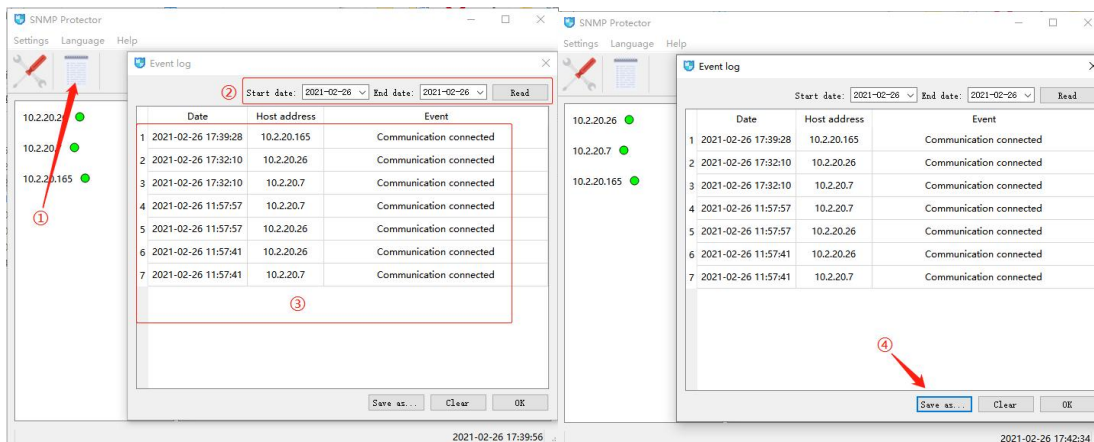 SNMP Protector
Settings Language Help
Event log
② Start date: 2021-02-26 End date: 2021-02-26 Read
Date Host address Event
1 2021-02-26 17:39:28 10.2.20.165 Communication connected
2 2021-02-26 17:32:10 10.2.20.26 Communication connected
3 2021-02-26 17:32:10 10.2.20.7 Communication connected
4 2021-02-26 11:57:57 10.2.20.7 Communication connected
5 2021-02-26 11:57:57 10.2.20.26 Communication connected
6 2021-02-26 11:57:41 10.2.20.26 Communication connected
7 2021-02-26 11:57:41 10.2.20.7 Communication connected
10.2.20.165
①
③
Save as... Clear OK
2021-02-26 17:39:56
SNMP Protector
Settings Language Help
Event log
Start date: 2021-02-26 End date: 2021-02-26 Read
Date Host address Event
1 2021-02-26 17:39:28 10.2.20.165 Communication connected
2 2021-02-26 17:32:10 10.2.20.26 Communication connected
3 2021-02-26 17:32:10 10.2.20.7 Communication connected
4 2021-02-26 11:57:57 10.2.20.7 Communication connected
5 2021-02-26 11:57:57 10.2.20.26 Communication connected
6 2021-02-26 11:57:41 10.2.20.26 Communication connected
7 2021-02-26 11:57:41 10.2.20.7 Communication connected
10.2.20.26
10.2.20.7
10.2.20.165
④
Save as... Clear OK
2021-02-26 17:42:34